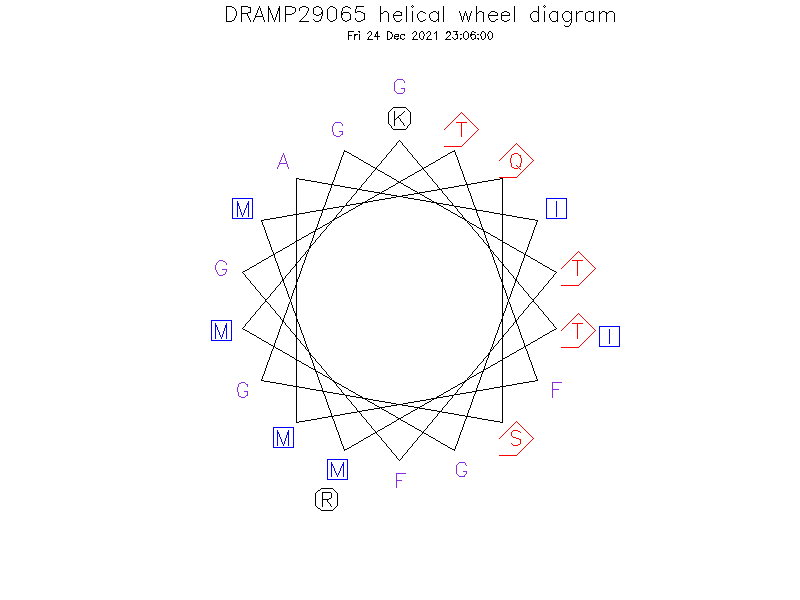 DRAMP29065 helical wheel diagram
Fri 24 Dec 2021 23:06:00
G
K
G
T
A
Q
M
I
G
T
M
T I
G
F
M
S
M
G
F
R